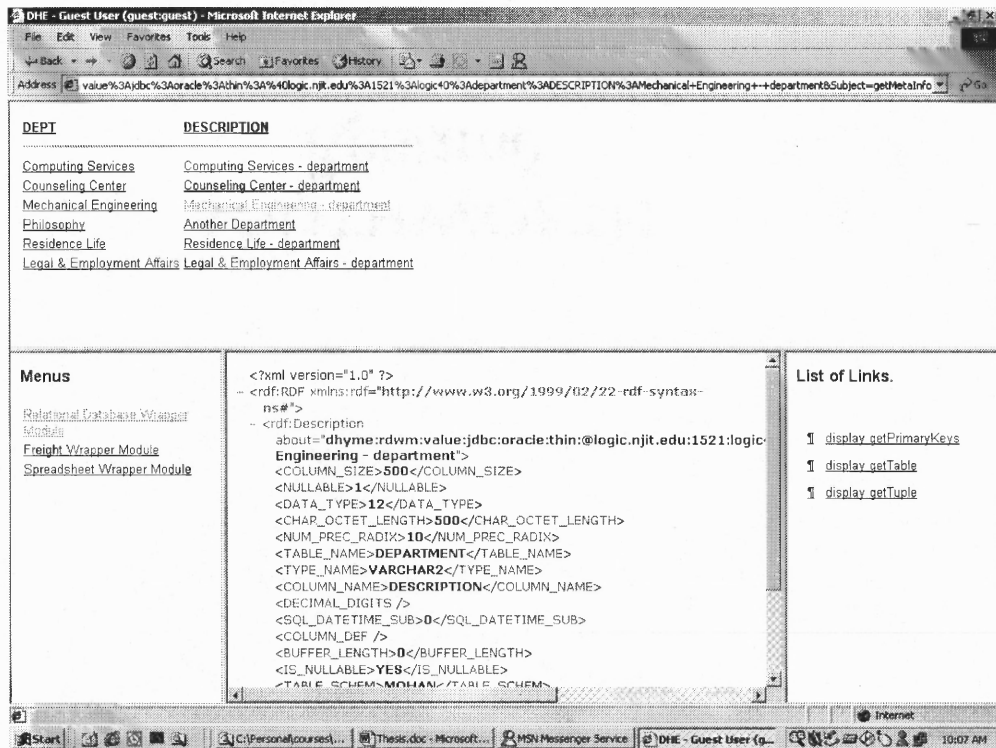 DHE - Guest User (guest:guest) - Microsoft Internet Explorer
File Edit View Favorites Tools Help
Back Search Favorites History
Address value%3Ajdbc%3Aoracle%3Athin%3A%40logic.njit.edu%3A1521%3Alogic40%3Adepartment%3ADESCRIPTION%3AMechanical+Engineering+-+department&Subject=getMetaInfo Go
DEPT DESCRIPTION
Computing Services Computing Services - department
Counseling Center Counseling Center - department
Mechanical Engineering Mechanical Engineering - department
Philosophy Another Department
Residence Life Residence Life - department
Legal & Employment Affairs Legal & Employment Affairs - department
Menus
Relational Database Wrapper
Module
Freight Wrapper Module
Spreadsheet Wrapper Module
<?xml version="1.0" ?>
- <rdf:RDF xmlns:rdf="http://www.w3.org/1999/02/22-rdf-syntax-
ns#">
- <rdf:Description
about="dhyme:rdwm:value:jdbc:oracle:thin:@logic.njit.edu:1521:logic
Engineering - department">
<COLUMN_SIZE>500</COLUMN_SIZE>
<NULLABLE>1</NULLABLE>
<DATA_TYPE>12</DATA_TYPE>
<CHAR_OCTET_LENGTH>500</CHAR_OCTET_LENGTH>
<NUM_PREC_RADIX>10</NUM_PREC_RADIX>
<TABLE_NAME>DEPARTMENT</TABLE_NAME>
<TYPE_NAME>VARCHAR2</TYPE_NAME>
<COLUMN_NAME>DESCRIPTION</COLUMN_NAME>
<DECIMAL_DIGITS />
<SQL_DATETIME_SUB>0</SQL_DATETIME_SUB>
<COLUMN_DEF />
<BUFFER_LENGTH>0</BUFFER_LENGTH>
<IS_NULLABLE>YES</IS_NULLABLE>
<TABLE_SCHEM>MOHAN</TABLE_SCHEM>
List of Links.
¶ display getPrimaryKeys
¶ display getTable
¶ display getTuple
Internet
Start C:\Personal\courses\... Thesis.doc - Microsoft... MSN Messenger Service DHE - Guest User (g... 10:07 AM